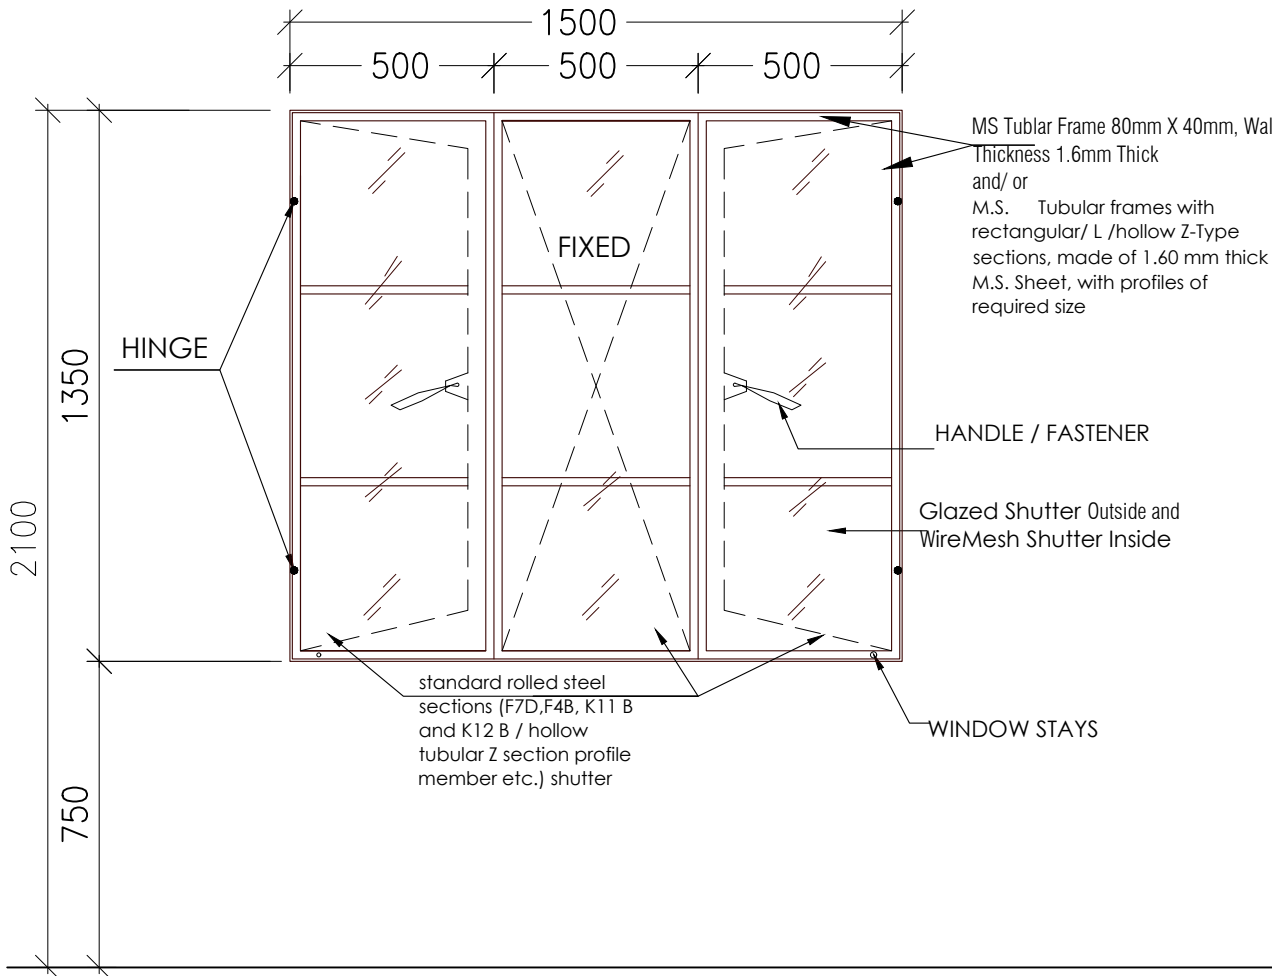 1500
500 500 500
MS Tublar Frame 80mm X 40mm, Wal
Thickness 1.6mm Thick
and/ or
M.S. Tubular frames with
rectangular/ L /hollow Z-Type
sections, made of 1.60 mm thick
M.S. Sheet, with profiles of
required size
FIXED
HINGE
1350
2100
HANDLE / FASTENER
Glazed Shutter Outside and
WireMesh Shutter Inside
standard rolled steel
sections (F7D,F4B, K11 B
and K12 B / hollow
tubular Z section profile
member etc.) shutter
WINDOW STAYS
750